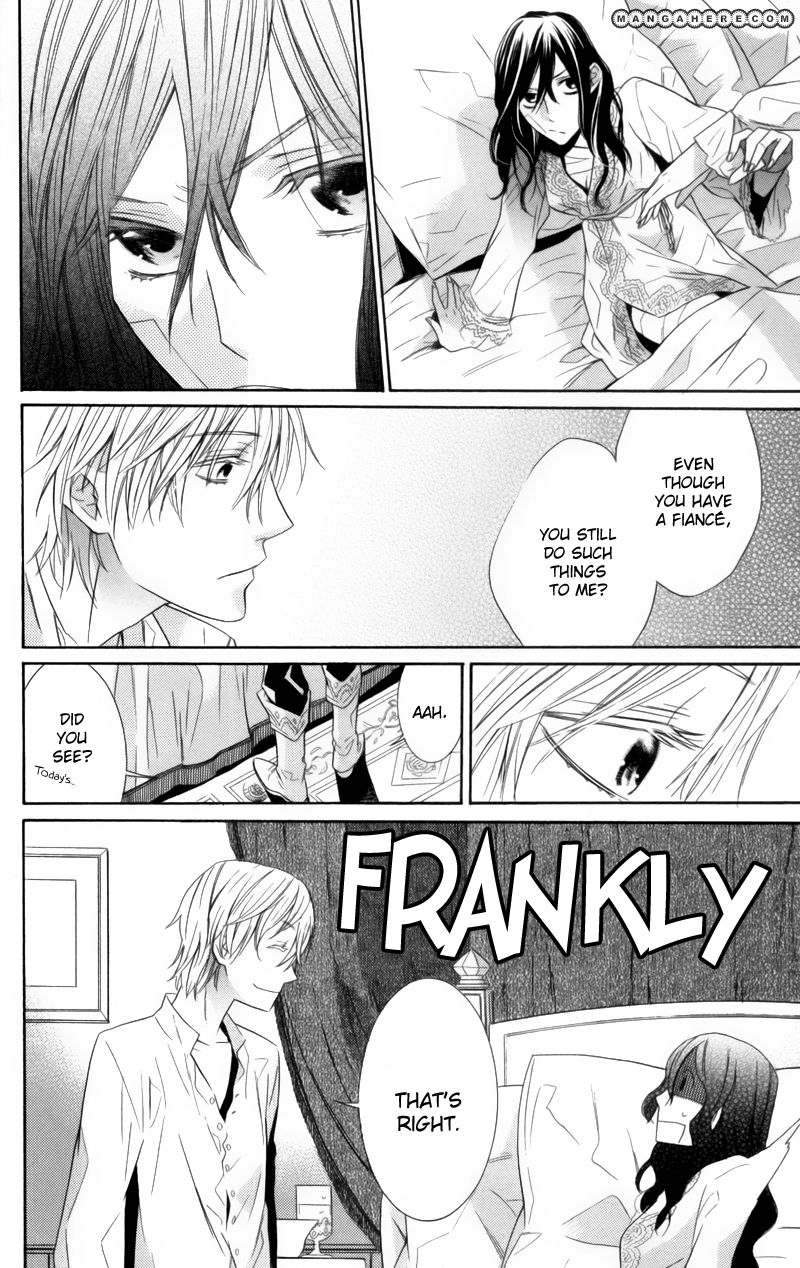 MANGAHERE.COM
EVEN
THOUGH
YOU HAVE
A FIANCÉ,
YOU STILL
DO SUCH
THINGS
TO ME?
AAH.
DID
YOU
SEE?
Today's..
FRANKLY
THAT'S
RIGHT.